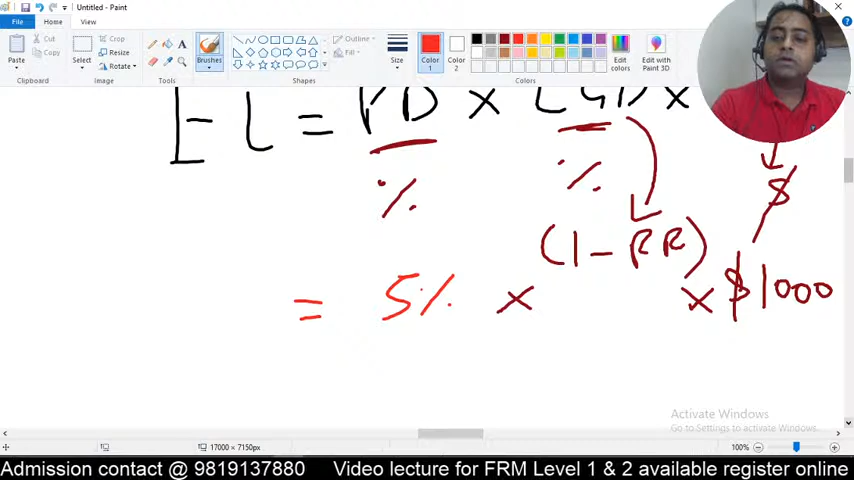 Untitled - Paint
File Home View
Paste Cut Copy Clipboard
Select Crop Resize Rotate Image
A Tools
Brushes
Outline Fill Shapes
Size
Color 1 Color 2 Colors
Edit colors
Edit with Paint 3D
EL = PD x LGD x
% % $
(1 - RR)
= 5% x x $1000
Activate Windows
Go to Settings to activate Windows.
17000 × 7150px 100%
Admission contact @ 9819137880 Video lecture for FRM Level 1 & 2 available register online